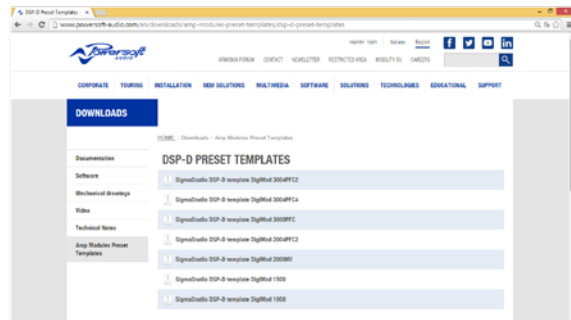 DSP-D Preset Templates
www.powersoft-audio.com/en/downloads/amp-modules-preset-templates/dsp-d-preset-templates
Powersoft
AUDIO
register login Italiano English
ARMONIA FORUM CONTACT NEWSLETTER RESTRICTED AREA MOBILITY EU CAREERS
CORPORATE TOURING INSTALLATION OEM SOLUTIONS MULTIMEDIA SOFTWARE SOLUTIONS TECHNOLOGIES EDUCATIONAL SUPPORT
DOWNLOADS
HOME / Downloads / Amp Modules Preset Templates
Documentation
Software
Mechanical drawings
Video
Technical Notes
Amp Modules Preset
Templates
DSP-D PRESET TEMPLATES
SigmaStudio DSP-D template DigiMod 3004PFC2
SigmaStudio DSP-D template DigiMod 3004PFC4
SigmaStudio DSP-D template DigiMod 3000PFC
SigmaStudio DSP-D template DigiMod 2004PFC2
SigmaStudio DSP-D template DigiMod 2000HV
SigmaStudio DSP-D template DigiMod 1500
SigmaStudio DSP-D template DigiMod 1000